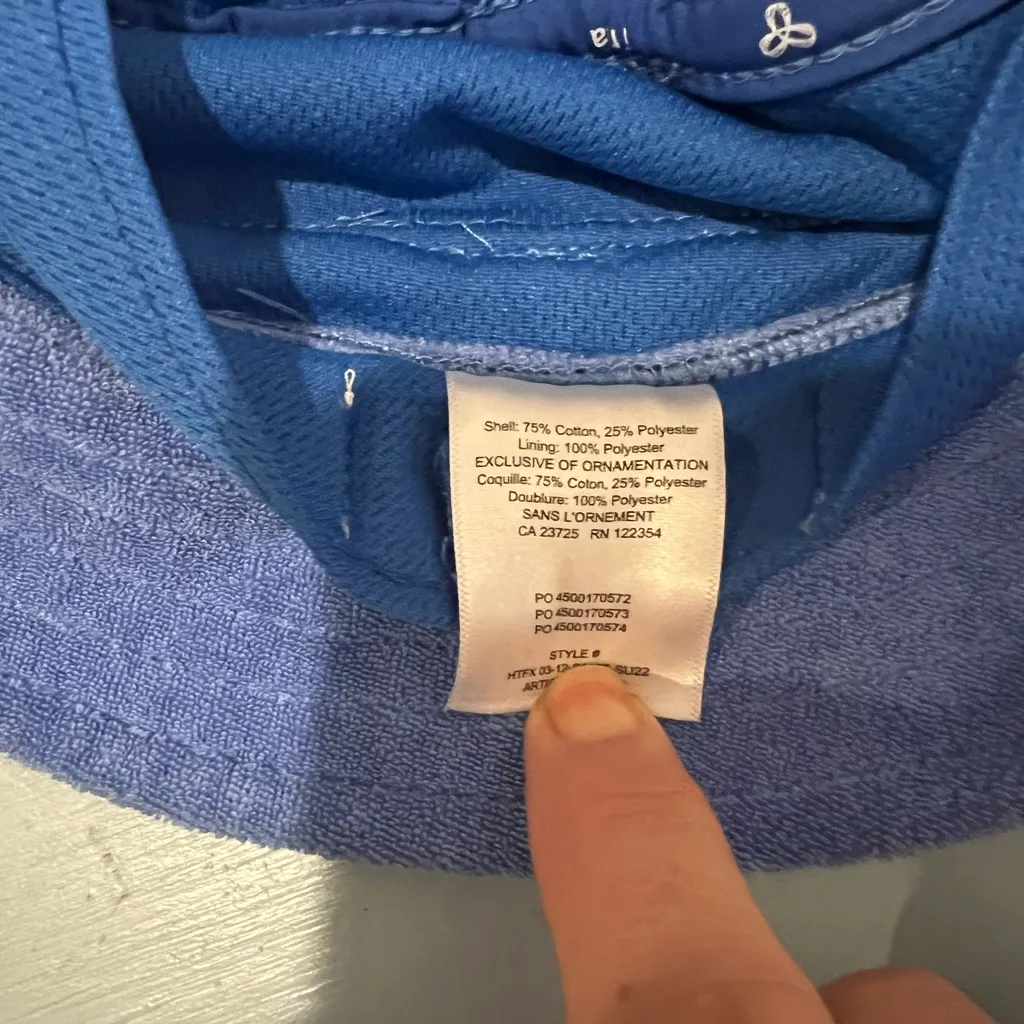 Shell: 75% Cotton, 25% Polyester
Lining: 100% Polyester
EXCLUSIVE OF ORNAMENTATION
Coquille: 75% Coton, 25% Polyester
Doublure: 100% Polyester
SANS L'ORNEMENT
CA 23725 RN 122354
PO 4500170572
PO 4500170573
PO 4500170574
STYLE #
SU22